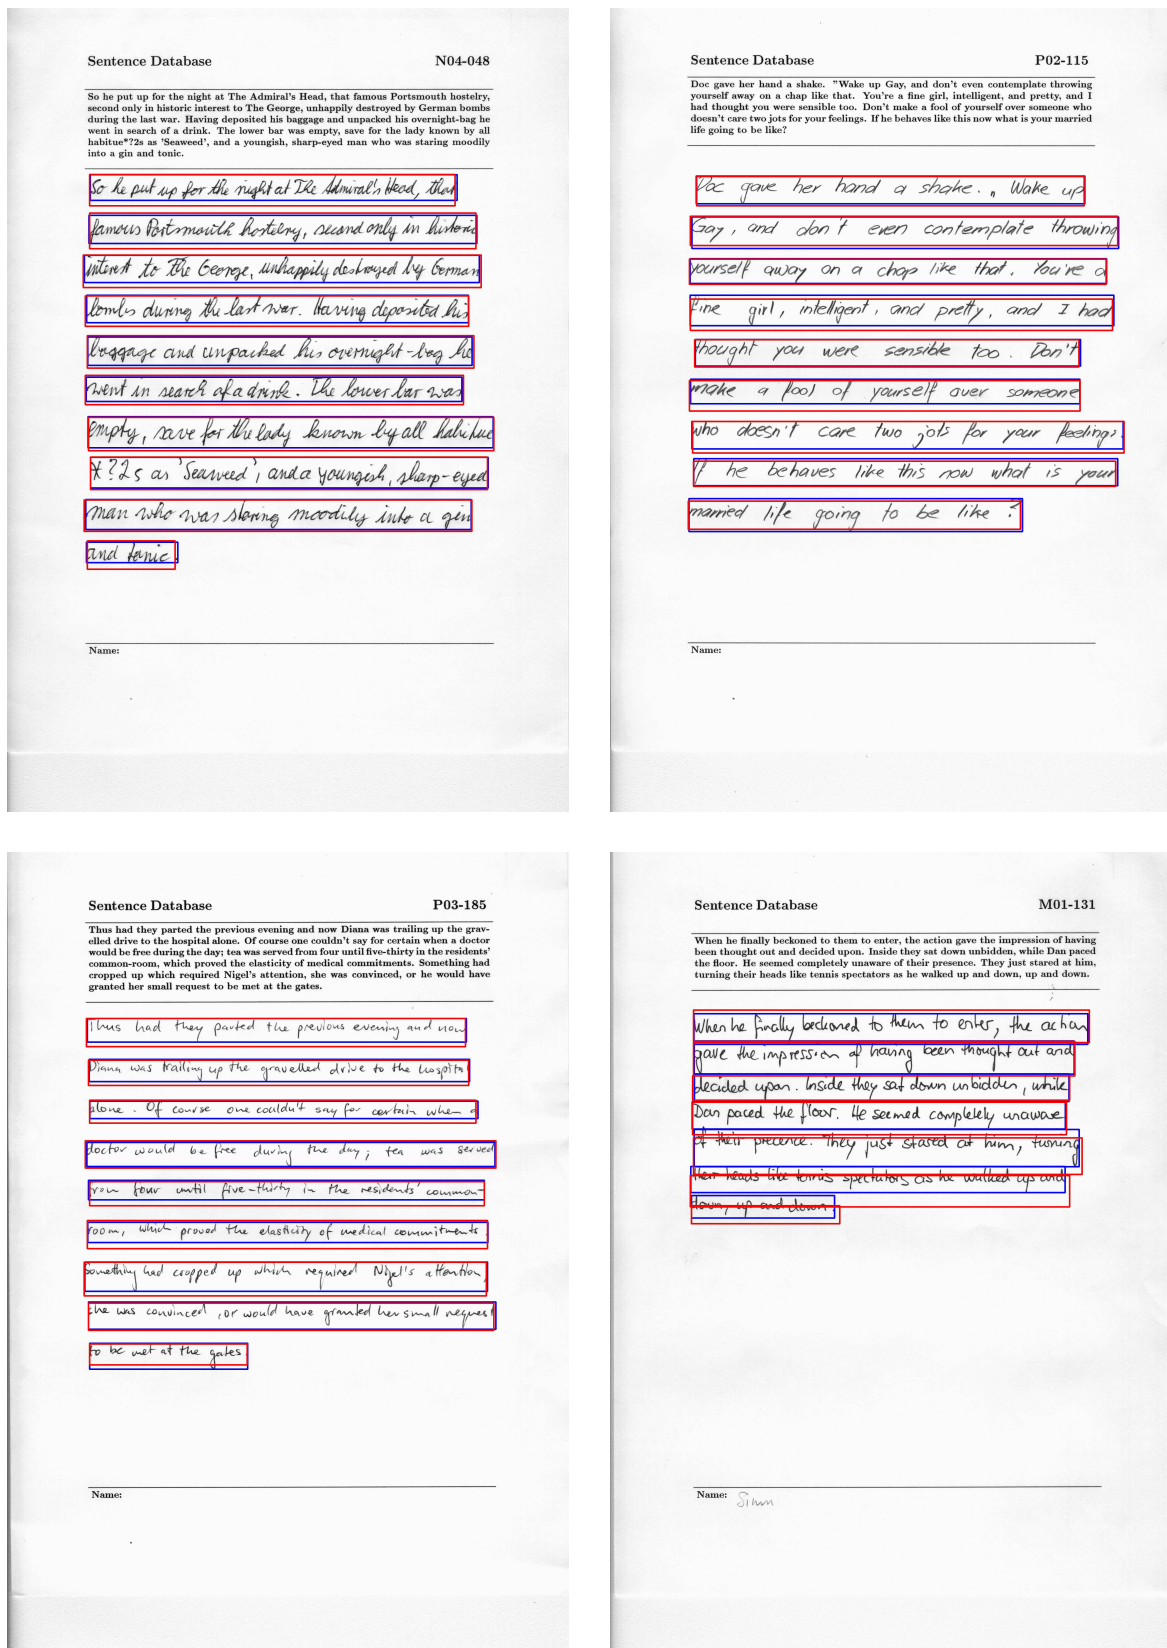 Sentence Database N04-048
So he put up for the night at The Admiral's Head, that famous Portsmouth hostelry,
second only in historic interest to The George, unhappily destroyed by German bombs
during the last war. Having deposited his baggage and unpacked his overnight-bag he
went in search of a drink. The lower bar was empty, save for the lady known by all
habitue*?2s as 'Seaweed', and a youngish, sharp-eyed man who was staring moodily
into a gin and tonic.
So he put up for the night at The Admiral's Head, that
famous Portsmouth hostelry, second only in historic
interest to The George, unhappily destroyed by German
bombs during the last war. Having deposited his
baggage and unpacked his overnight-bag he
went in search of a drink. The lower bar was
empty, save for the lady known by all habitue
*?2s as 'Seaweed', and a youngish, sharp-eyed
man who was staring moodily into a gin
and tonic.
Name:
Sentence Database P02-115
Doc gave her hand a shake. "Wake up Gay, and don't even contemplate throwing
yourself away on a chap like that. You're a fine girl, intelligent, and pretty, and I
had thought you were sensible too. Don't make a fool of yourself over someone who
doesn't care two jots for your feelings. If he behaves like this now what is your married
life going to be like?
Doc gave her hand a shake. „ Wake up
Gay, and don't even contemplate throwing
yourself away on a chap like that. You're a
fine girl, intelligent, and pretty, and I had
thought you were sensible too. Don't
make a fool of yourself over someone
who doesn't care two jots for your feelings.
If he behaves like this now what is your
married life going to be like ?
Name:
Sentence Database P03-185
Thus had they parted the previous evening and now Diana was trailing up the grav-
elled drive to the hospital alone. Of course one couldn't say for certain when a doctor
would be free during the day; tea was served from four until five-thirty in the residents'
common-room, which proved the elasticity of medical commitments. Something had
cropped up which required Nigel's attention, she was convinced, or he would have
granted her small request to be met at the gates.
Thus had they parted the previous evening and now
Diana was trailing up the gravelled drive to the hospital
alone. Of course one couldn't say for certain when a
doctor would be free during the day; tea was served
from four until five-thirty in the residents' common-
room, which proved the elasticity of medical commitments.
Something had cropped up which required Nigel's attention,
she was convinced, or would have granted her small request
to be met at the gates.
Name:
Sentence Database M01-131
When he finally beckoned to them to enter, the action gave the impression of having
been thought out and decided upon. Inside they sat down unbidden, while Dan paced
the floor. He seemed completely unaware of their presence. They just stared at him,
turning their heads like tennis spectators as he walked up and down, up and down.
When he finally beckoned to them to enter, the action
gave the impression of having been thought out and
decided upon. Inside they sat down unbidden, while
Dan paced the floor. He seemed completely unaware
of their precence. They just stared at him, turning
their heads like tennis spectators as he walked up and
down, up and down.
Name: